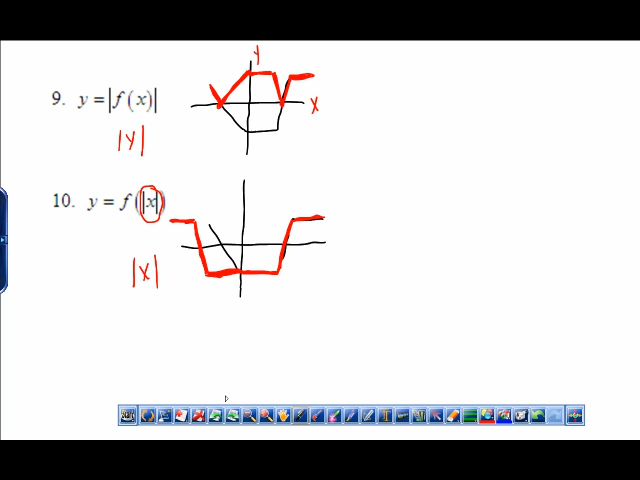 Y
9. y = |f(x)|
X
|Y|
10. y = f(|x|)
|X|